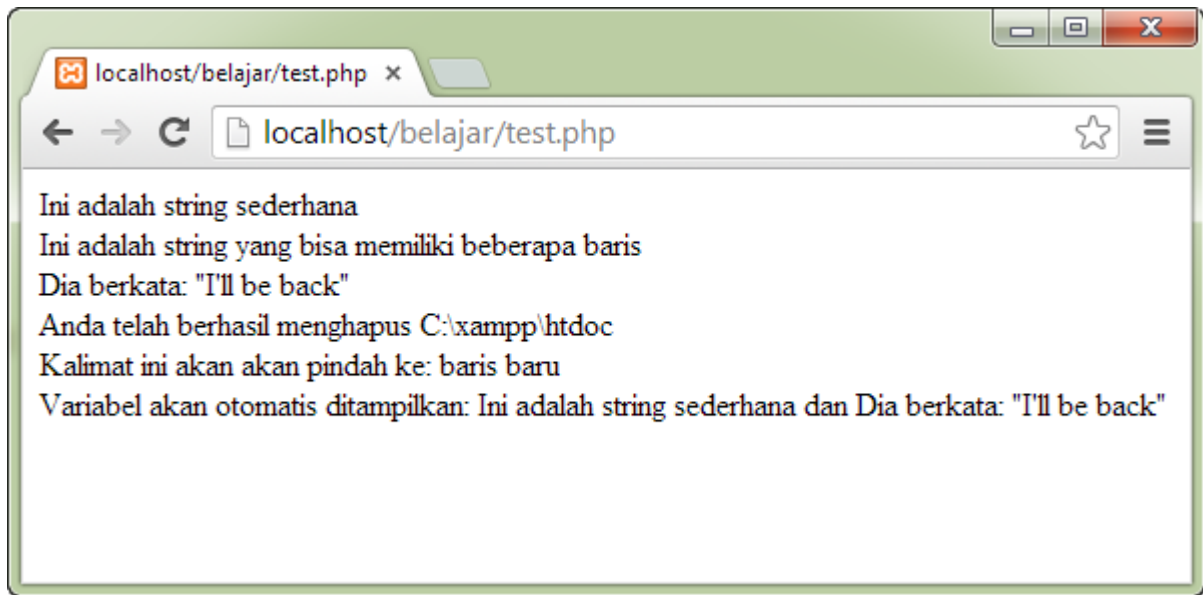 localhost/belajar/test.php
localhost/belajar/test.php
Ini adalah string sederhana
Ini adalah string yang bisa memiliki beberapa baris
Dia berkata: "I'll be back"
Anda telah berhasil menghapus C:\xampp\htdoc
Kalimat ini akan akan pindah ke: baris baru
Variabel akan otomatis ditampilkan: Ini adalah string sederhana dan Dia berkata: "I'll be back"